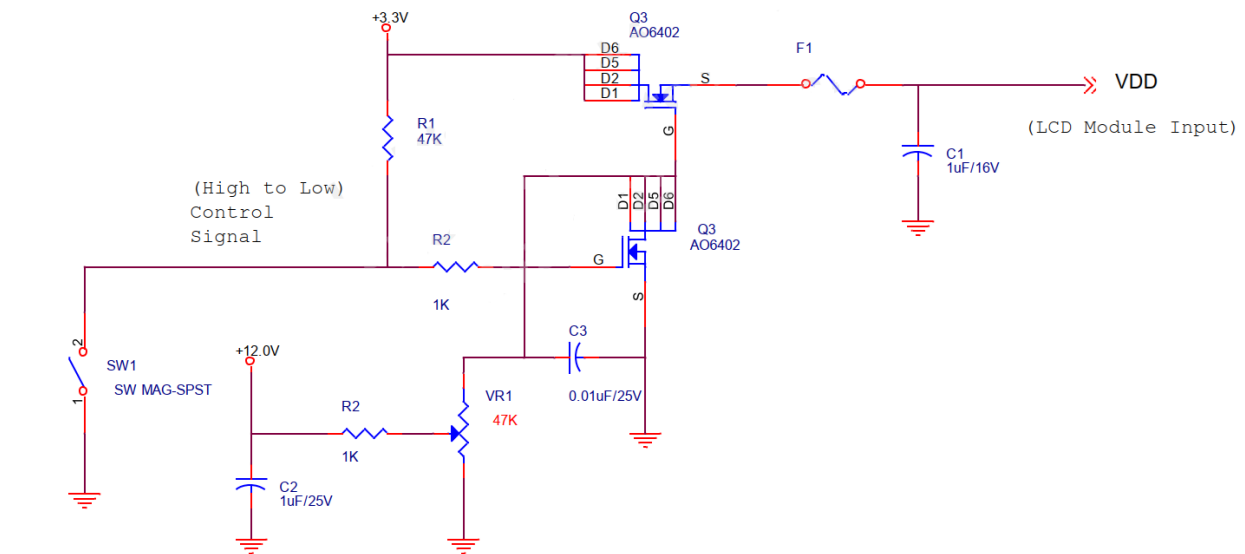 +3.3V
Q3
AO6402
D6
D5
D2
D1
S
G
F1
VDD
(LCD Module Input)
C1
1uF/16V
R1
47K
(High to Low)
Control
Signal
R2
1K
G
D1
D2
D5
D6
Q3
AO6402
S
C3
0.01uF/25V
2
SW1
SW MAG-SPST
1
+12.0V
R2
1K
VR1
47K
C2
1uF/25V